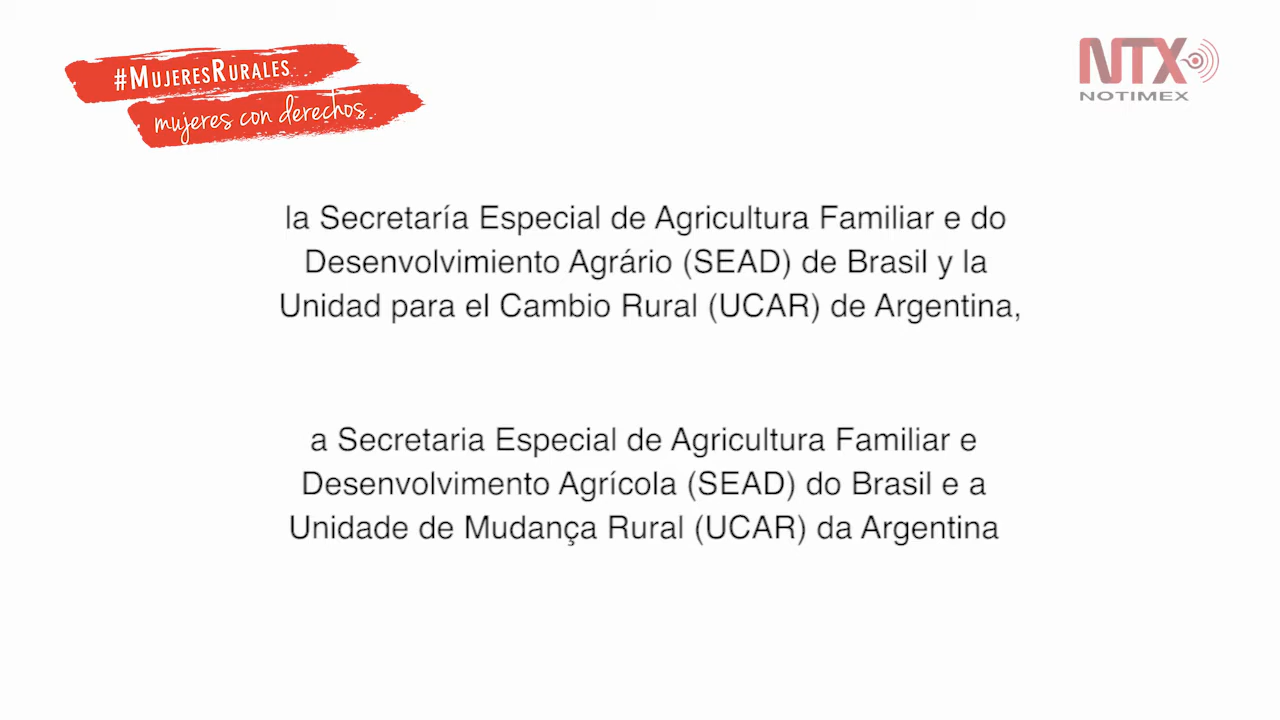 #MUJERESRURALES
mujeres con derechos
NTX
NOTIMEX
la Secretaría Especial de Agricultura Familiar e do
Desenvolvimiento Agrário (SEAD) de Brasil y la
Unidad para el Cambio Rural (UCAR) de Argentina,
a Secretaria Especial de Agricultura Familiar e
Desenvolvimento Agrícola (SEAD) do Brasil e a
Unidade de Mudança Rural (UCAR) da Argentina